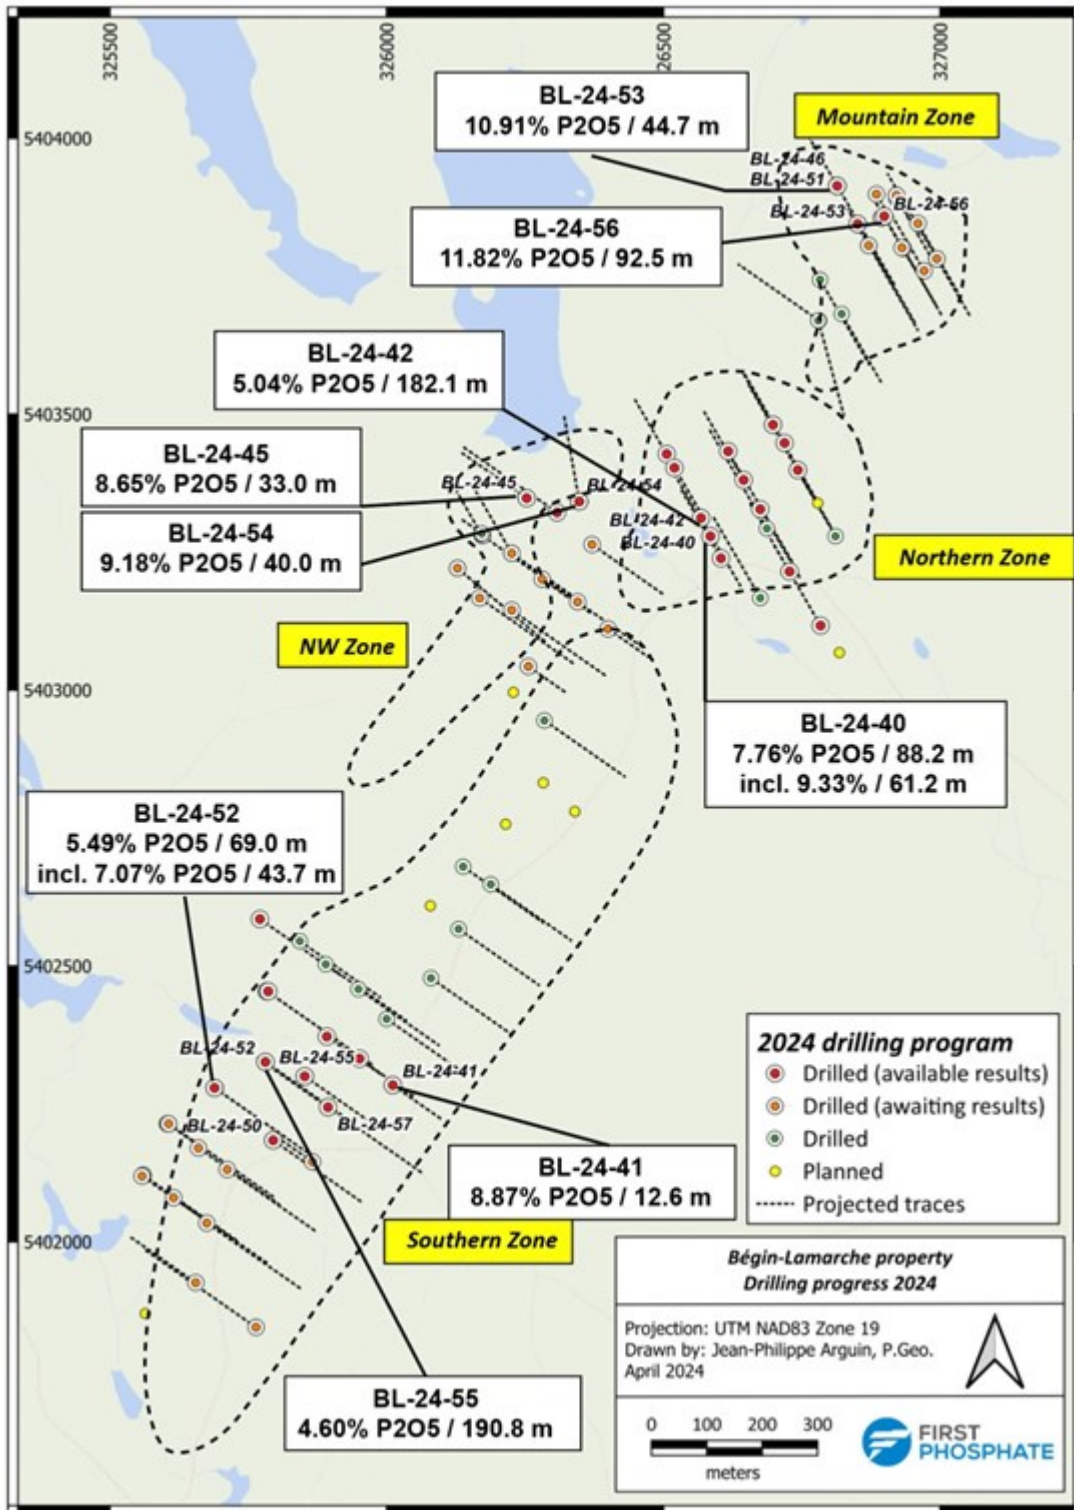 325500
326000
326500
327000
5404000
5403500
5403000
5402500
5402000
BL-24-53
10.91% P2O5 / 44.7 m
Mountain Zone
BL-24-46
BL-24-51
BL-24-53
BL-24-56
BL-24-56
11.82% P2O5 / 92.5 m
BL-24-42
5.04% P2O5 / 182.1 m
BL-24-45
8.65% P2O5 / 33.0 m
BL-24-45
BL-24-54
BL-24-54
9.18% P2O5 / 40.0 m
BL-24-42
BL-24-40
Northern Zone
NW Zone
BL-24-40
7.76% P2O5 / 88.2 m
incl. 9.33% / 61.2 m
BL-24-52
5.49% P2O5 / 69.0 m
incl. 7.07% P2O5 / 43.7 m
BL-24-52
BL-24-55
BL-24-41
BL-24-50
BL-24-57
BL-24-41
8.87% P2O5 / 12.6 m
Southern Zone
BL-24-55
4.60% P2O5 / 190.8 m
2024 drilling program
Drilled (available results)
Drilled (awaiting results)
Drilled
Planned
Projected traces
Bégin-Lamarche property
Drilling progress 2024
Projection: UTM NAD83 Zone 19
Drawn by: Jean-Philippe Arguin, P.Geo.
April 2024
0 100 200 300
meters
FIRST
PHOSPHATE